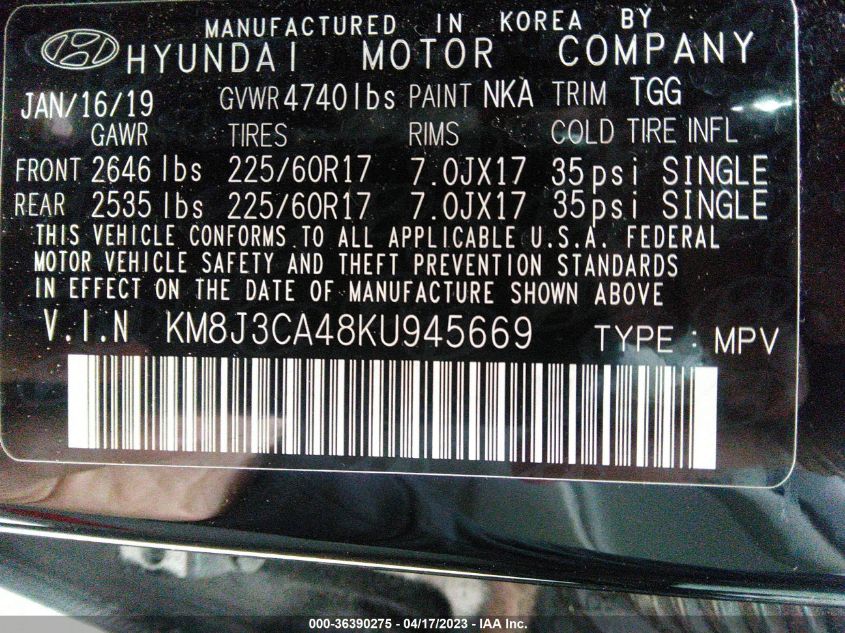 MANUFACTURED IN KOREA BY
HYUNDAI MOTOR COMPANY
JAN/16/19 GVWR 4740 lbs PAINT NKA TRIM TGG
GAWR TIRES RIMS COLD TIRE INFL
FRONT 2646 lbs 225/60R17 7.0JX17 35psi SINGLE
REAR 2535 lbs 225/60R17 7.0JX17 35psi SINGLE
THIS VEHICLE CONFORMS TO ALL APPLICABLE U.S.A. FEDERAL
MOTOR VEHICLE SAFETY AND THEFT PREVENTION STANDARDS
IN EFFECT ON THE DATE OF MANUFACTURE SHOWN ABOVE
V.I.N KM8J3CA48KU945669 TYPE : MPV
000-36390275 - 04/17/2023 - IAA Inc.